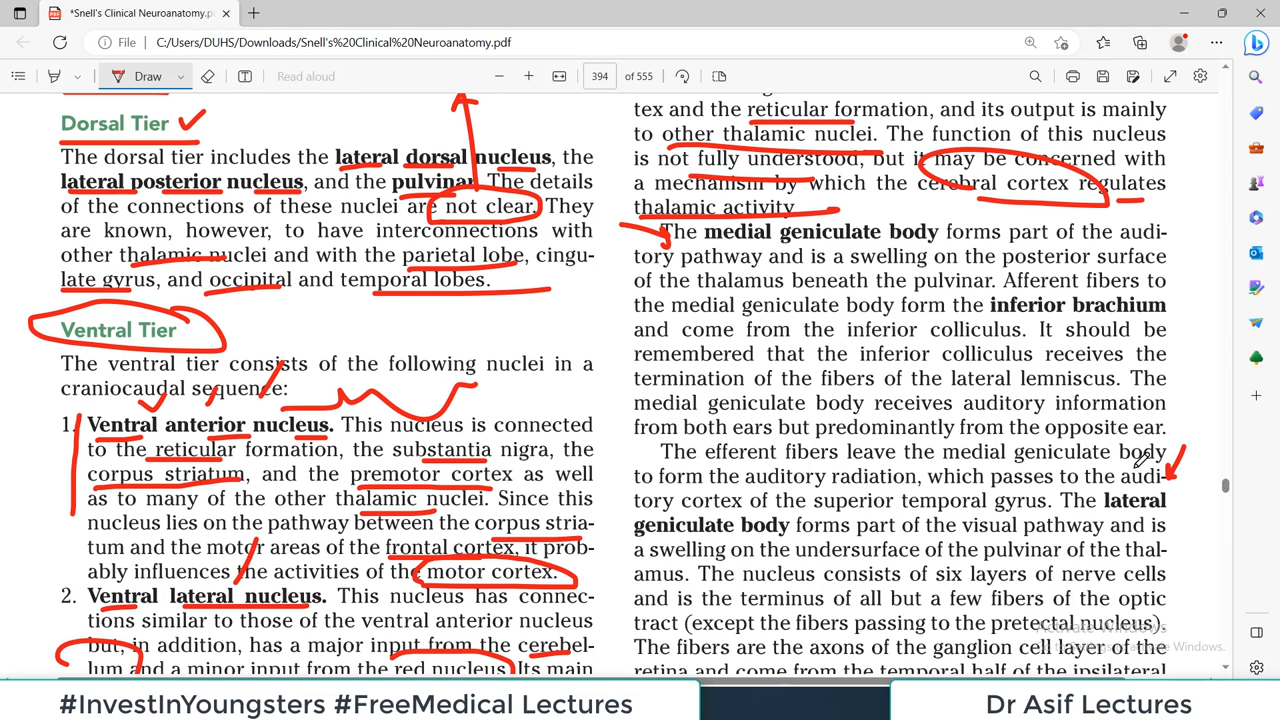 *Snell's Clinical Neuroanatomy.p
File
C:/Users/DUHS/Downloads/Snell's%20Clinical%20Neuroanatomy.pdf
Draw
Read aloud
394 of 555
Dorsal Tier
The dorsal tier includes the lateral dorsal nucleus, the
lateral posterior nucleus, and the pulvinar. The details
of the connections of these nuclei are not clear. They
are known, however, to have interconnections with
other thalamic nuclei and with the parietal lobe, cingu-
late gyrus, and occipital and temporal lobes.
Ventral Tier
The ventral tier consists of the following nuclei in a
craniocaudal sequence:
1. Ventral anterior nucleus. This nucleus is connected
to the reticular formation, the substantia nigra, the
corpus striatum, and the premotor cortex as well
as to many of the other thalamic nuclei. Since this
nucleus lies on the pathway between the corpus stria-
tum and the motor areas of the frontal cortex, it prob-
ably influences the activities of the motor cortex.
2. Ventral lateral nucleus. This nucleus has connec-
tions similar to those of the ventral anterior nucleus
but, in addition, has a major input from the cerebel-
lum and a minor input from the red nucleus. Its main
tex and the reticular formation, and its output is mainly
to other thalamic nuclei. The function of this nucleus
is not fully understood, but it may be concerned with
a mechanism by which the cerebral cortex regulates
thalamic activity
The medial geniculate body forms part of the audi-
tory pathway and is a swelling on the posterior surface
of the thalamus beneath the pulvinar. Afferent fibers to
the medial geniculate body form the inferior brachium
and come from the inferior colliculus. It should be
remembered that the inferior colliculus receives the
termination of the fibers of the lateral lemniscus. The
medial geniculate body receives auditory information
from both ears but predominantly from the opposite ear.
The efferent fibers leave the medial geniculate body
to form the auditory radiation, which passes to the audi-
tory cortex of the superior temporal gyrus. The lateral
geniculate body forms part of the visual pathway and is
a swelling on the undersurface of the pulvinar of the thal-
amus. The nucleus consists of six layers of nerve cells
and is the terminus of all but a few fibers of the optic
tract (except the fibers passing to the pretectal nucleus).
The fibers are the axons of the ganglion cell layer of the
retina and come from the temporal half of the ipsilateral
Activate Windows
Go to Settings to activate Windows.
#InvestInYoungsters #FreeMedical Lectures
Dr Asif Lectures